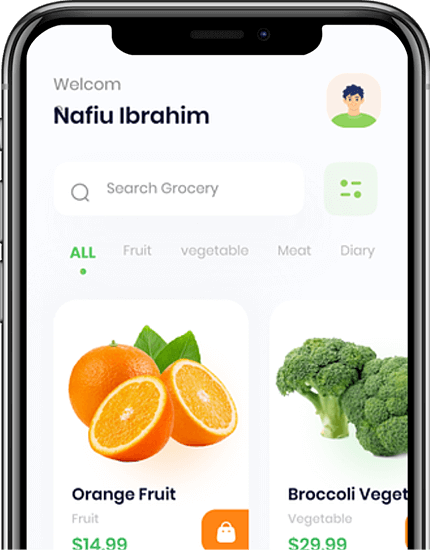 Welcom
e
Nafiu Ibrahim
Search Grocery
ALL Fruit vegetable Meat Diary
Orange Fruit Broccoli Veget
Fruit Vegetable
$14.99 $29.99